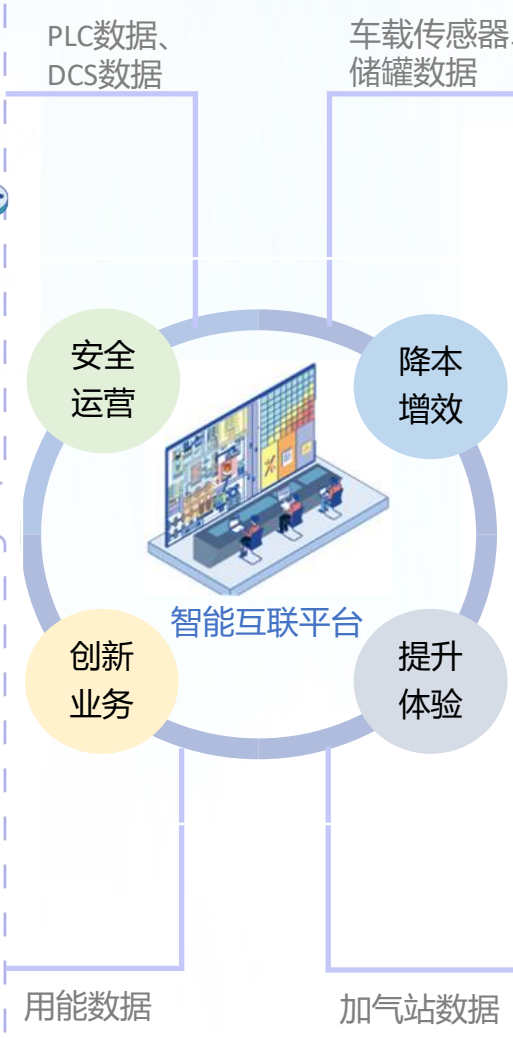 PLC数据、
DCS数据
车载传感器、
储罐数据
安全
运营
降本
增效
智能互联平台
创新
业务
提升
体验
用能数据
加气站数据